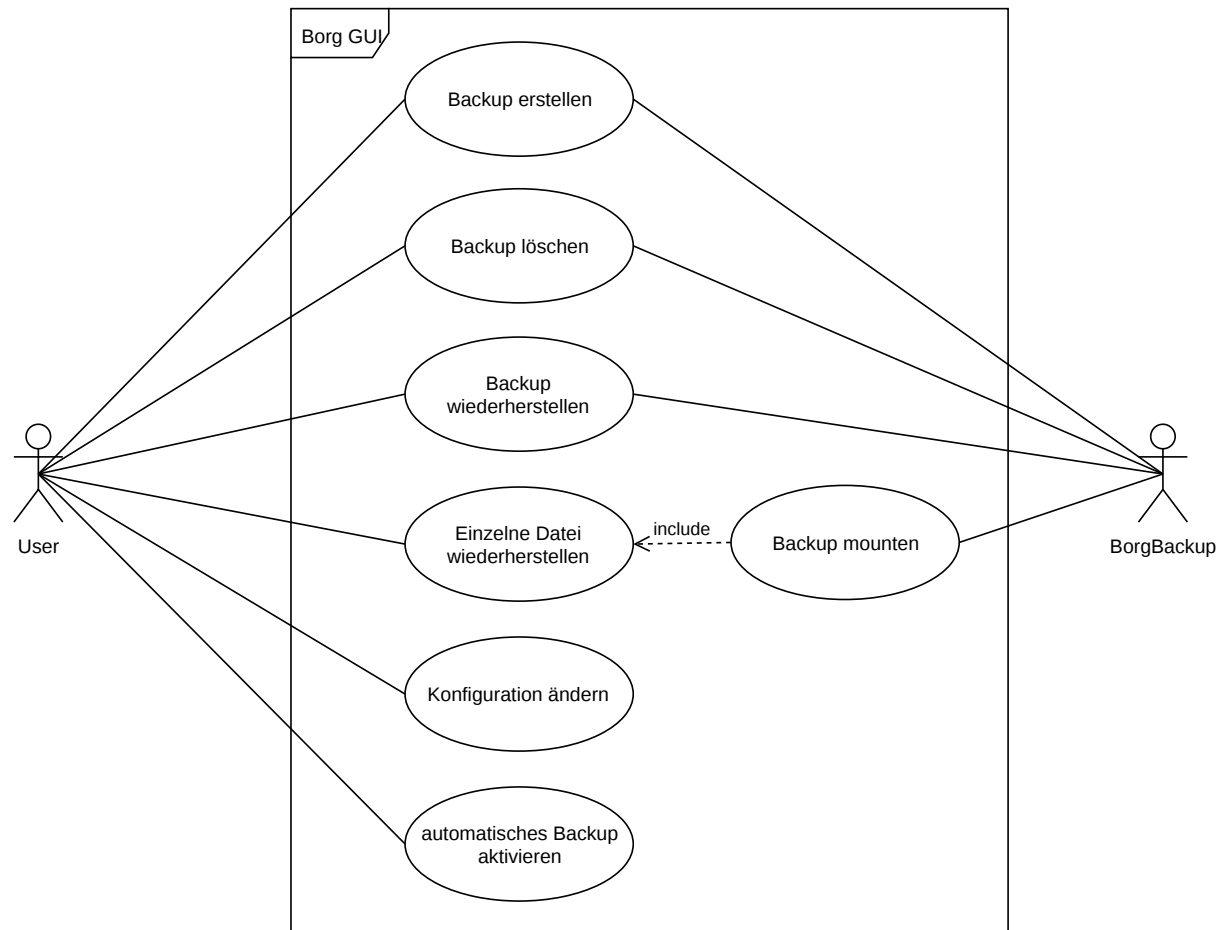 Borg GUI
Backup erstellen
Backup löschen
Backup
wiederherstellen
User
Einzelne Datei
wiederherstellen
include
Backup mounten
BorgBackup
Konfiguration ändern
automatisches Backup
aktivieren